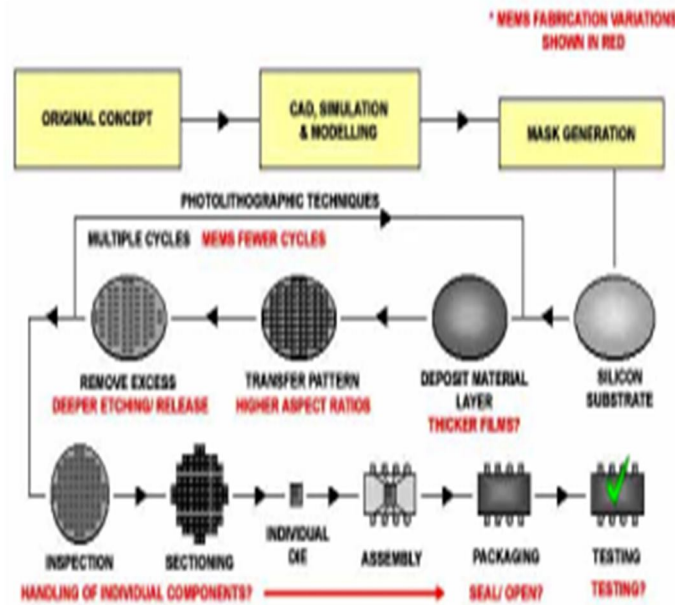 * MEMS FABRICATION VARIATIONS
SHOWN IN RED
ORIGINAL CONCEPT
CAD, SIMULATION
& MODELLING
MASK GENERATION
PHOTOLITHOGRAPHIC TECHNIQUES
MULTIPLE CYCLES MEMS FEWER CYCLES
REMOVE EXCESS
DEEPER ETCHING/ RELEASE
TRANSFER PATTERN
HIGHER ASPECT RATIOS
DEPOSIT MATERIAL
LAYER
THICKER FILMS?
SILICON
SUBSTRATE
INSPECTION
SECTIONING
INDIVIDUAL
DIE
ASSEMBLY
PACKAGING
TESTING
HANDLING OF INDIVIDUAL COMPONENTS?
SEAL/ OPEN?
TESTING?